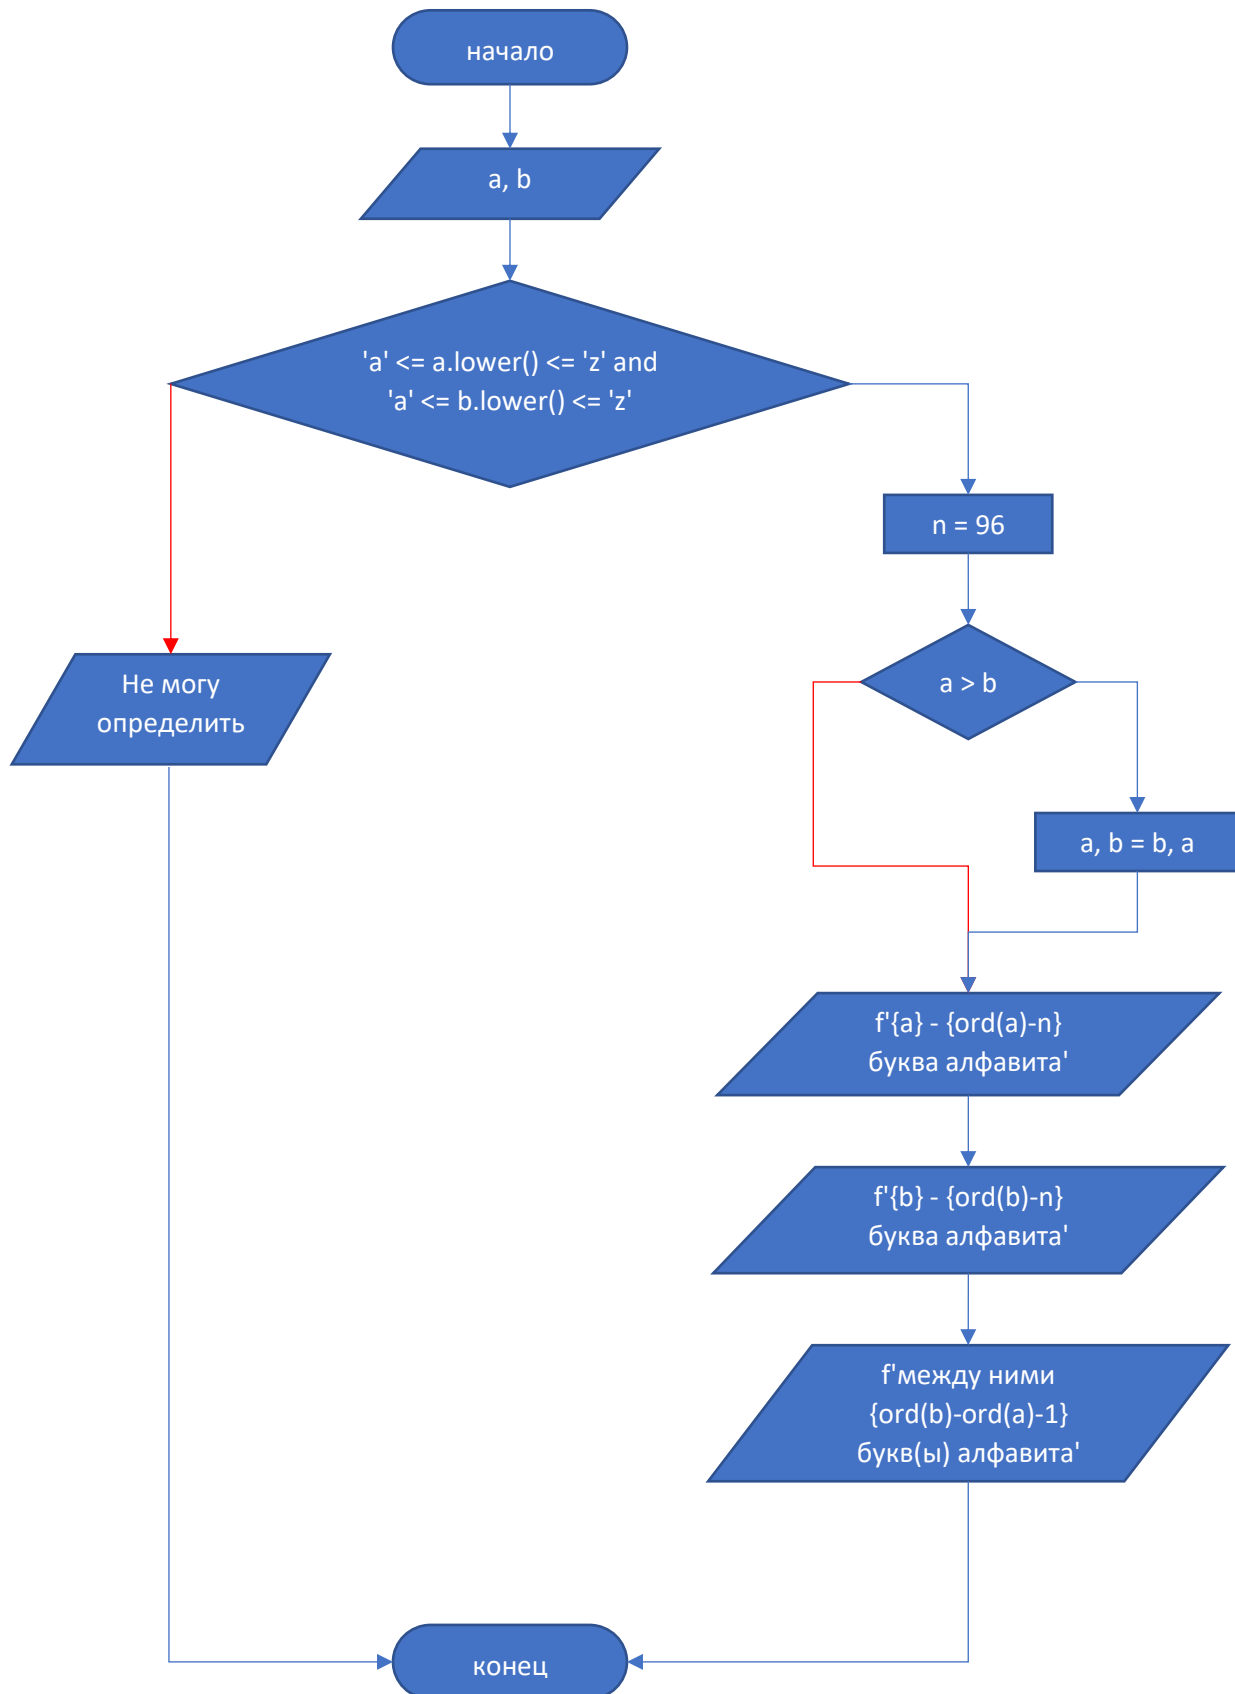 начало
a, b
'a' <= a.lower() <= 'z' and
'a' <= b.lower() <= 'z'
n = 96
Не могу
определить
a > b
a, b = b, a
f'{a} - {ord(a)-n}
буква алфавита'
f'{b} - {ord(b)-n}
буква алфавита'
f'между ними
{ord(b)-ord(a)-1}
букв(ы) алфавита'
конец